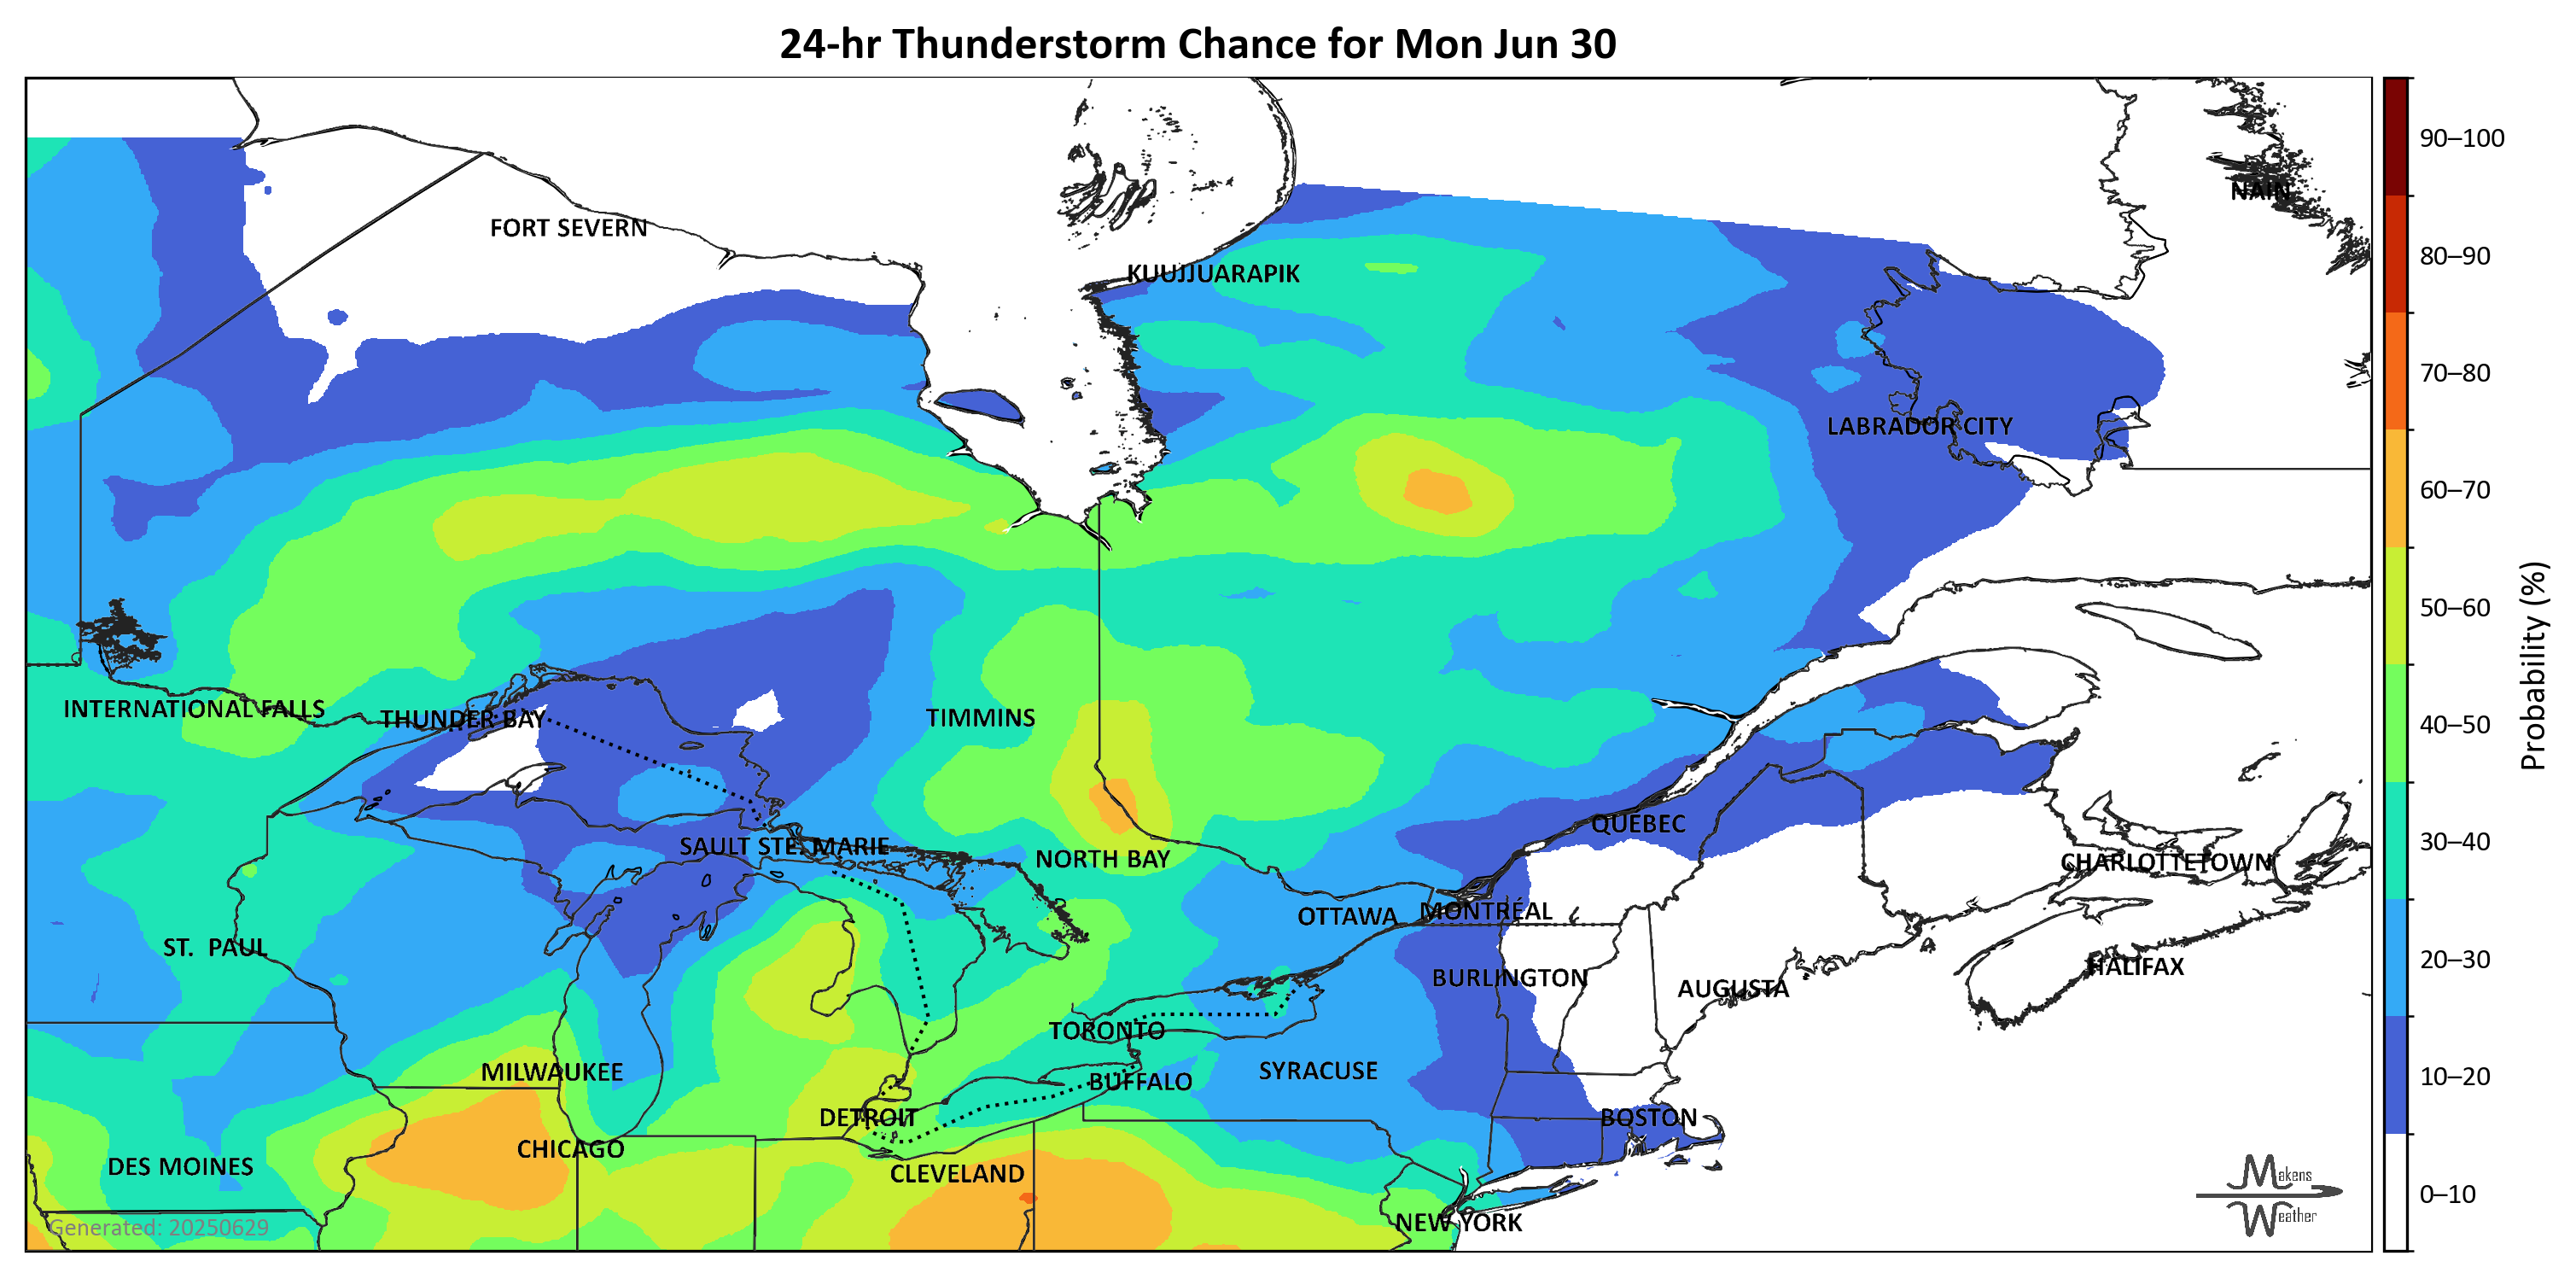 24-hr Thunderstorm Chance for Mon Jun 30
90–100
NAIN
FORT SEVERN
80–90
KUUJJUARAPIK
70–80
LABRADOR CITY
60–70
50–60
Probability (%)
INTERNATIONAL FALLS
THUNDER BAY
TIMMINS
40–50
QUEBEC
SAULT STE. MARIE
NORTH BAY
30–40
CHARLOTTETOWN
OTTAWA
MONTRÉAL
ST. PAUL
20–30
HALIFAX
BURLINGTON
AUGUSTA
TORONTO
MILWAUKEE
SYRACUSE
BUFFALO
10–20
DETROIT
BOSTON
CHICAGO
DES MOINES
CLEVELAND
Makens
Weather
0–10
NEW YORK
Generated: 20250629